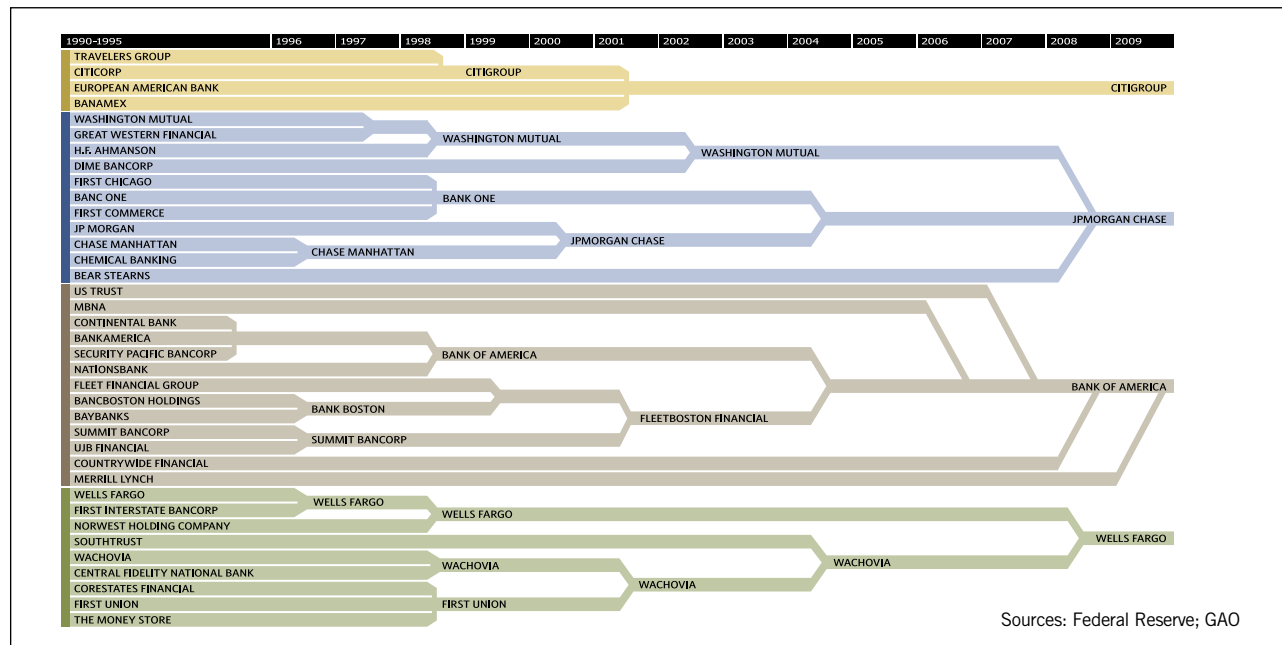 1990-1995 1996 1997 1998 1999 2000 2001 2002 2003 2004 2005 2006 2007 2008 2009
TRAVELERS GROUP
CITICORP CITIGROUP
EUROPEAN AMERICAN BANK CITIGROUP
BANAMEX
WASHINGTON MUTUAL
GREAT WESTERN FINANCIAL
WASHINGTON MUTUAL
H.F. AHMANSON
WASHINGTON MUTUAL
DIME BANCORP
FIRST CHICAGO
BANC ONE BANK ONE
FIRST COMMERCE
JPMORGAN CHASE
JP MORGAN
JPMORGAN CHASE
CHASE MANHATTAN
CHASE MANHATTAN
CHEMICAL BANKING
BEAR STEARNS
US TRUST
MBNA
CONTINENTAL BANK
BANKAMERICA
SECURITY PACIFIC BANCORP
BANK OF AMERICA
NATIONSBANK
FLEET FINANCIAL GROUP
BANK OF AMERICA
BANCBOSTON HOLDINGS
BANK BOSTON
BAYBANKS
FLEETBOSTON FINANCIAL
SUMMIT BANCORP
SUMMIT BANCORP
UJB FINANCIAL
COUNTRYWIDE FINANCIAL
MERRILL LYNCH
WELLS FARGO
WELLS FARGO
FIRST INTERSTATE BANCORP
WELLS FARGO
NORWEST HOLDING COMPANY
SOUTHTRUST
WELLS FARGO
WACHOVIA
WACHOVIA
WACHOVIA
CENTRAL FIDELITY NATIONAL BANK
WACHOVIA
CORESTATES FINANCIAL
FIRST UNION FIRST UNION
THE MONEY STORE
Sources: Federal Reserve; GAO